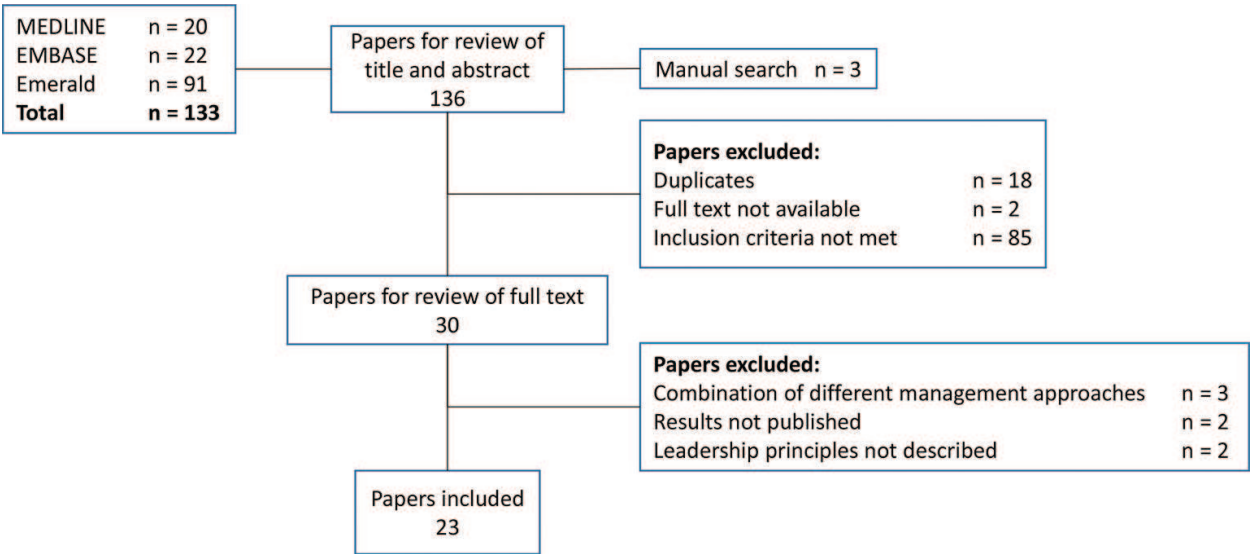 MEDLINE n = 20
EMBASE n = 22
Emerald n = 91
Total n = 133
Papers for review of
title and abstract
136
Manual search n = 3
Papers excluded:
Duplicates n = 18
Full text not available n = 2
Inclusion criteria not met n = 85
Papers for review of full text
30
Papers excluded:
Combination of different management approaches n = 3
Results not published n = 2
Leadership principles not described n = 2
Papers included
23